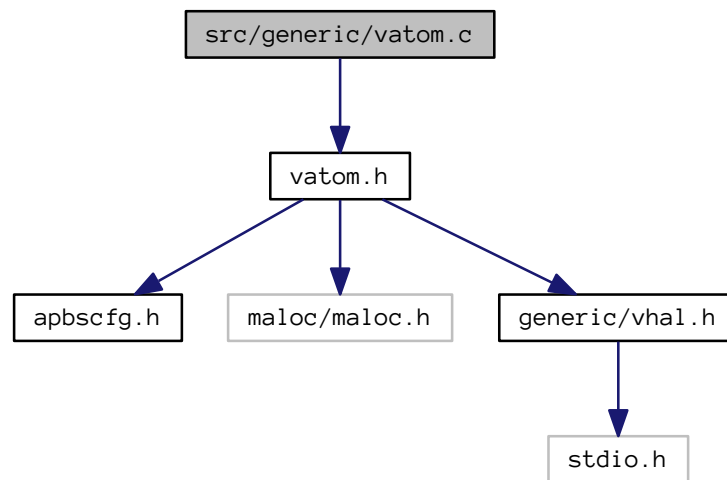 src/generic/vatom.c
vatom.h
apbscfg.h
maloc/maloc.h
generic/vhal.h
stdio.h